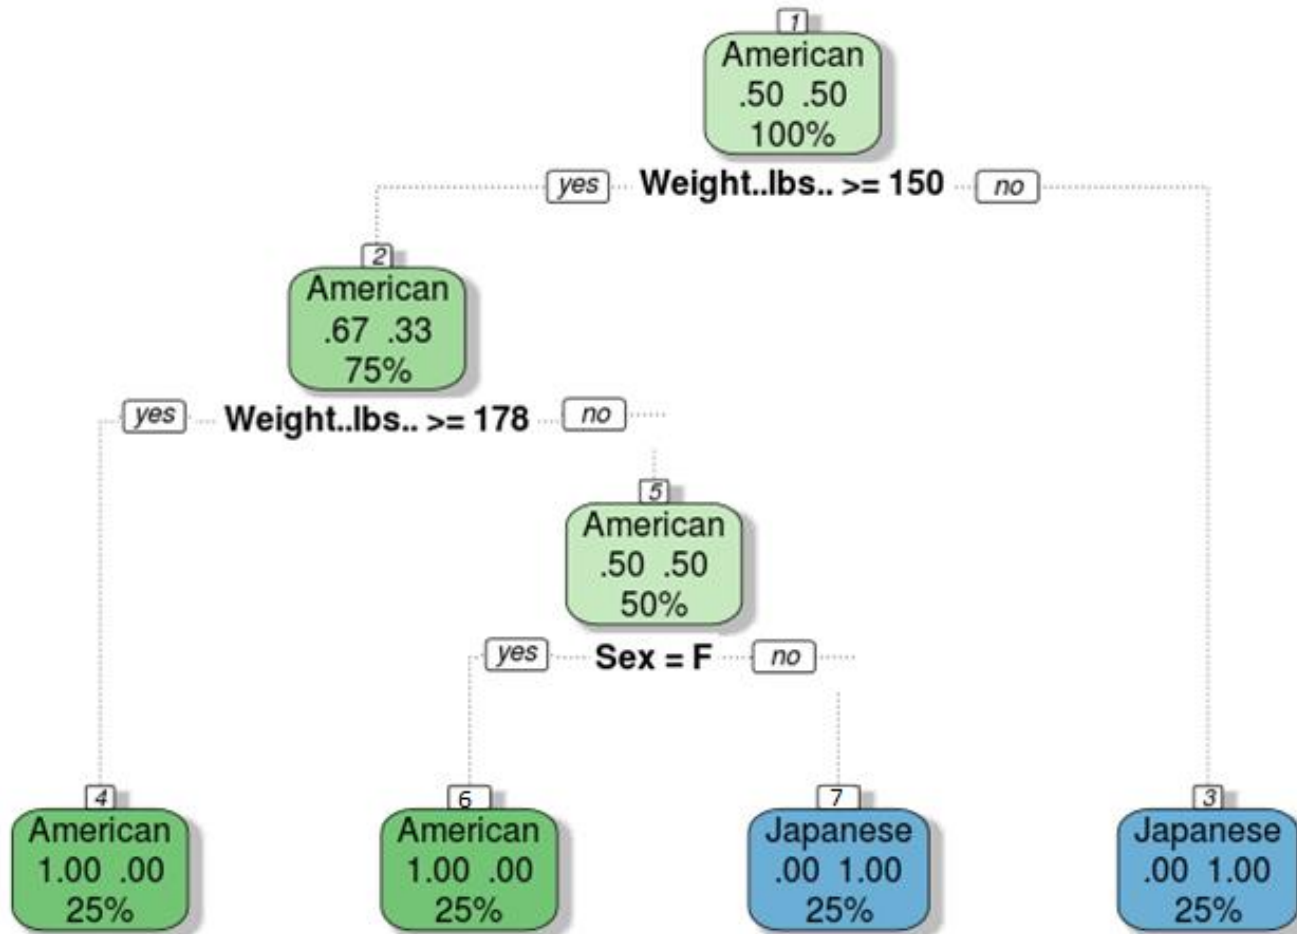 1
American
.50 .50
100%
yes Weight..lbs.. >= 150 no
2
American
.67 .33
75%
yes Weight..lbs.. >= 178 no
5
American
.50 .50
50%
yes Sex = F no
4
American
1.00 .00
25%
6
American
1.00 .00
25%
7
Japanese
.00 1.00
25%
3
Japanese
.00 1.00
25%